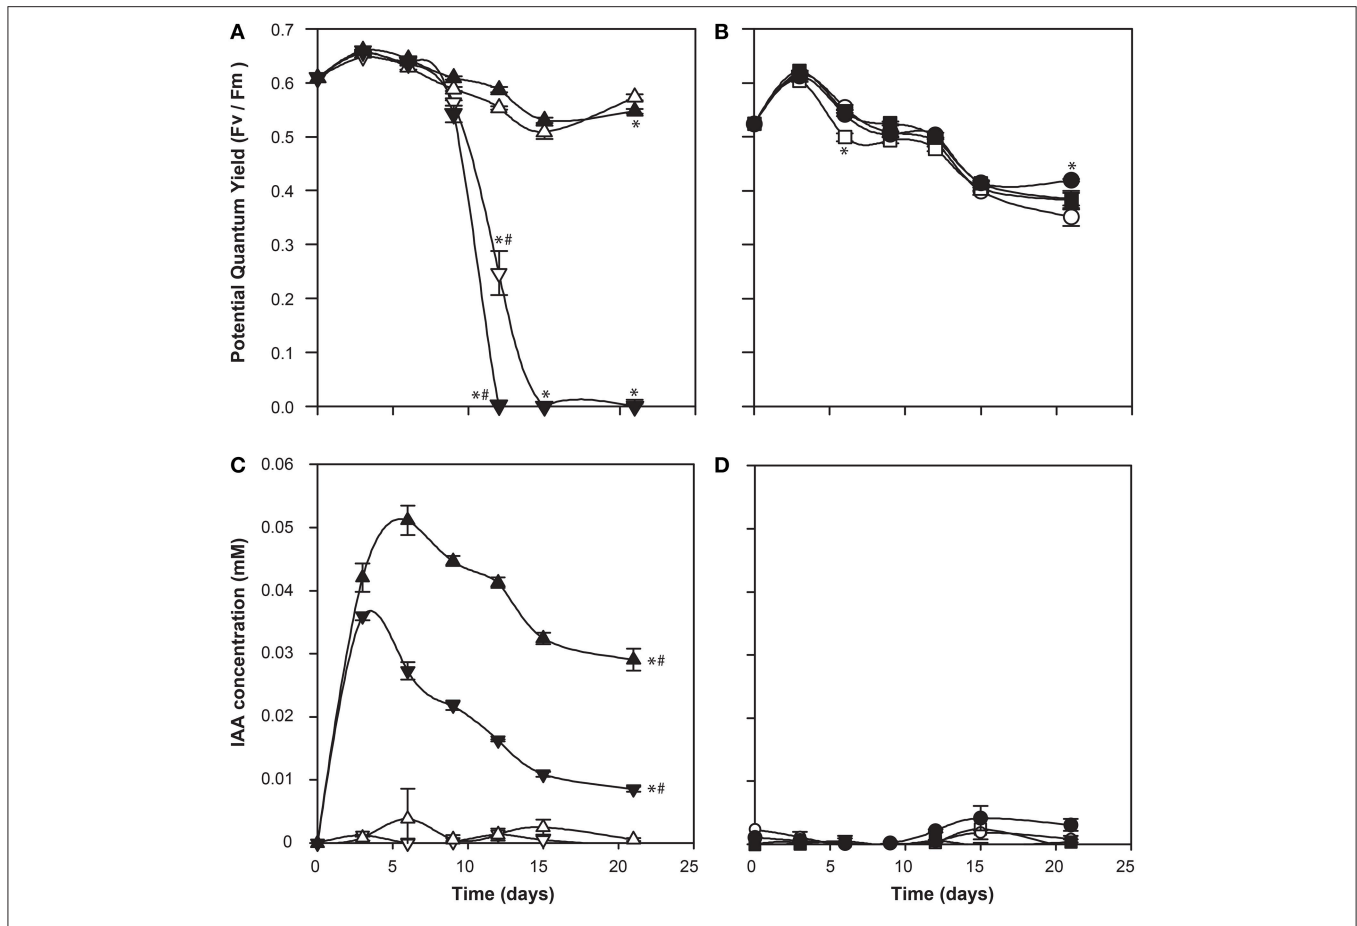 A
B
0.7
0.6
0.5
0.4
0.3
0.2
0.1
0.0
Potential Quantum Yield (Fv / Fm )
*
*#
*#
*
*
*
*
C
D
0.06
0.05
0.04
0.03
0.02
0.01
0
IAA concentration (mM)
*#
*#
0 5 10 15 20 25
Time (days)
0 5 10 15 20 25
Time (days)